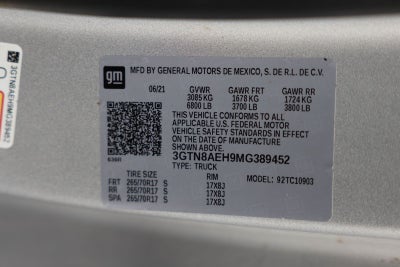 3GTN8AEH9MG389452
gm
MFD BY GENERAL MOTORS DE MEXICO, S. DE R.L. DE C.V.
06/21 GVWR GAWR FRT GAWR RR
3085 KG 1678 KG 1724 KG
6800 LB 3700 LB 3800 LB
THIS VEHICLE CONFORMS TO ALL
APPLICABLE U.S. FEDERAL MOTOR
VEHICLE SAFETY STANDARDS IN
EFFECT ON THE DATE OF
MANUFACTURE SHOWN ABOVE.
3GTN8AEH9MG389452
TYPE: TRUCK MODEL: 92TC10903
TIRE SIZE RIM
FRT 265/70R17 S 17X8J
RR 265/70R17 S 17X8J
SPA 265/70R17 S 17X8J